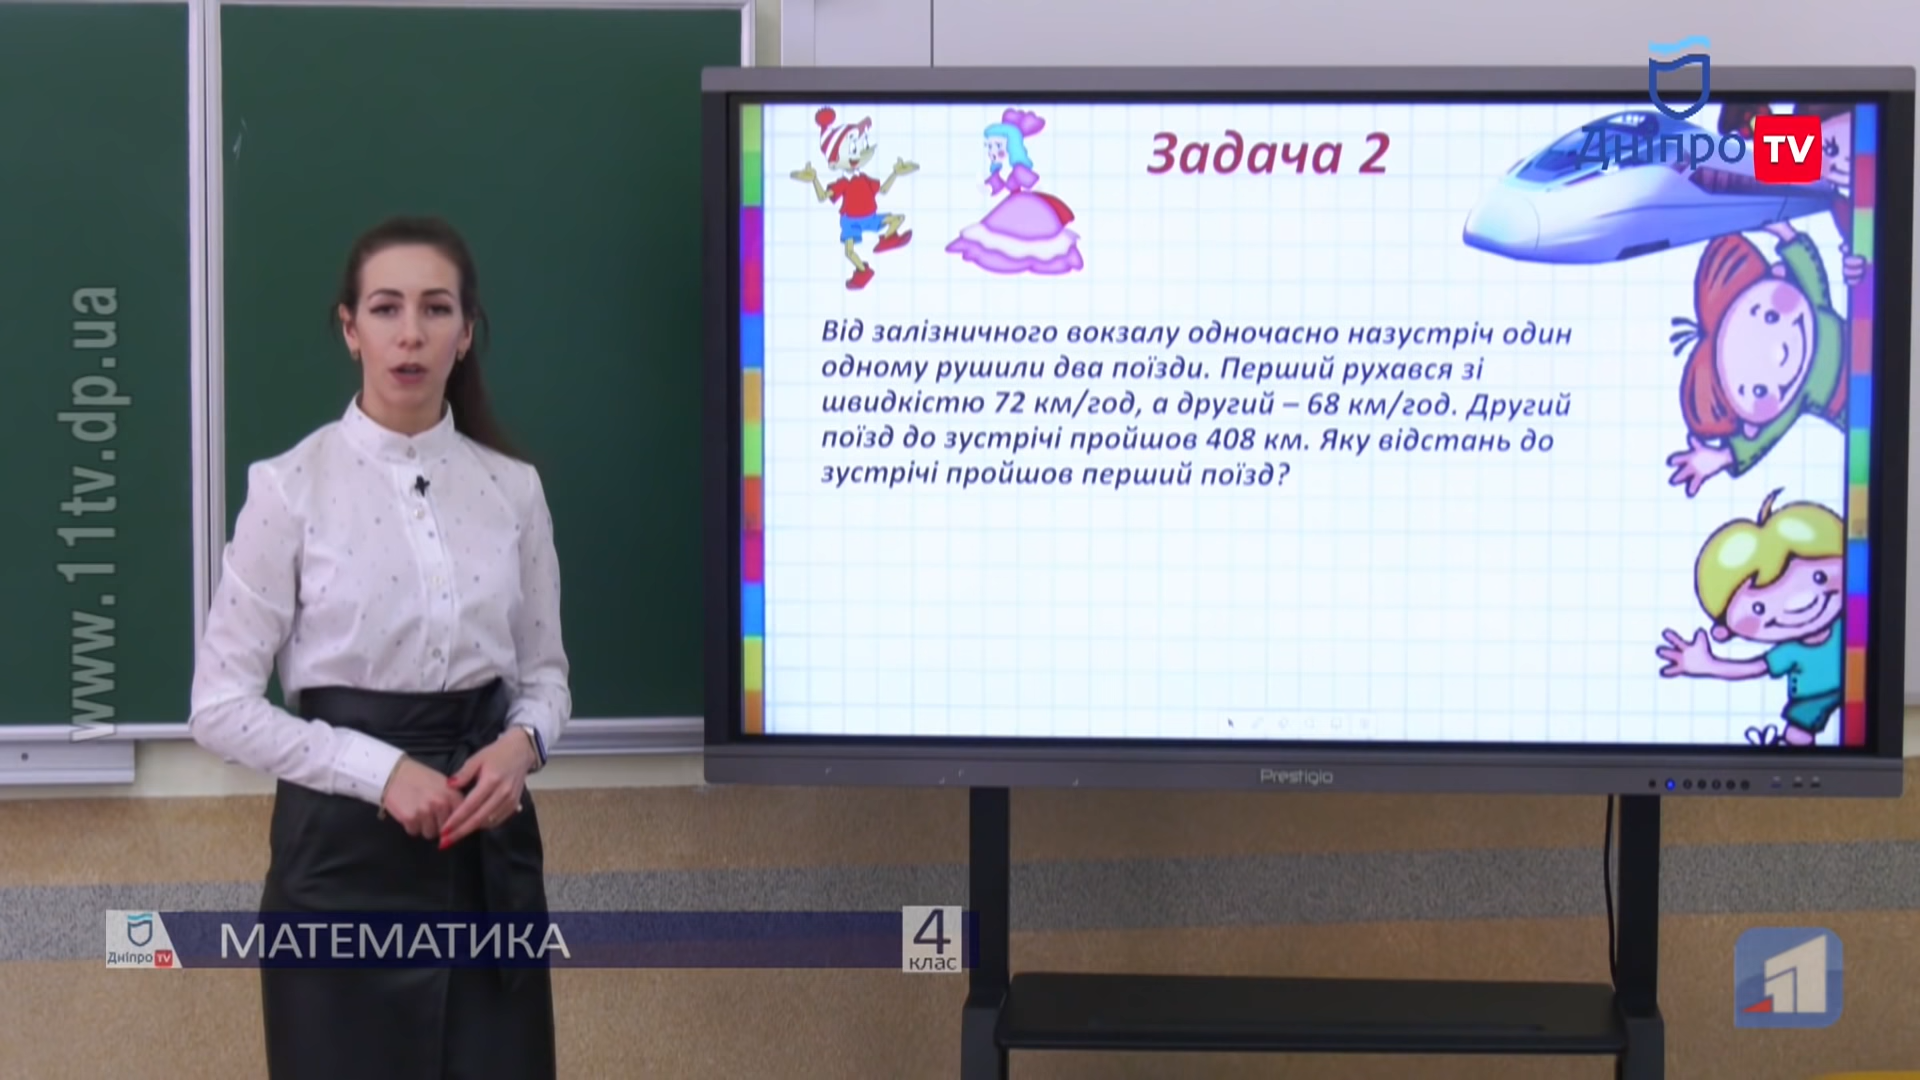 Дніпро TV
Задача 2
Від залізничного вокзалу одночасно назустріч один
одному рушили два поїзди. Перший рухався зі
швидкістю 72 км/год, а другий – 68 км/год. Другий
поїзд до зустрічі пройшов 408 км. Яку відстань до
зустрічі пройшов перший поїзд?
Prestigio
www.11tv.dp.ua
Дніпро TV
МАТЕМАТИКА
4
клас
11